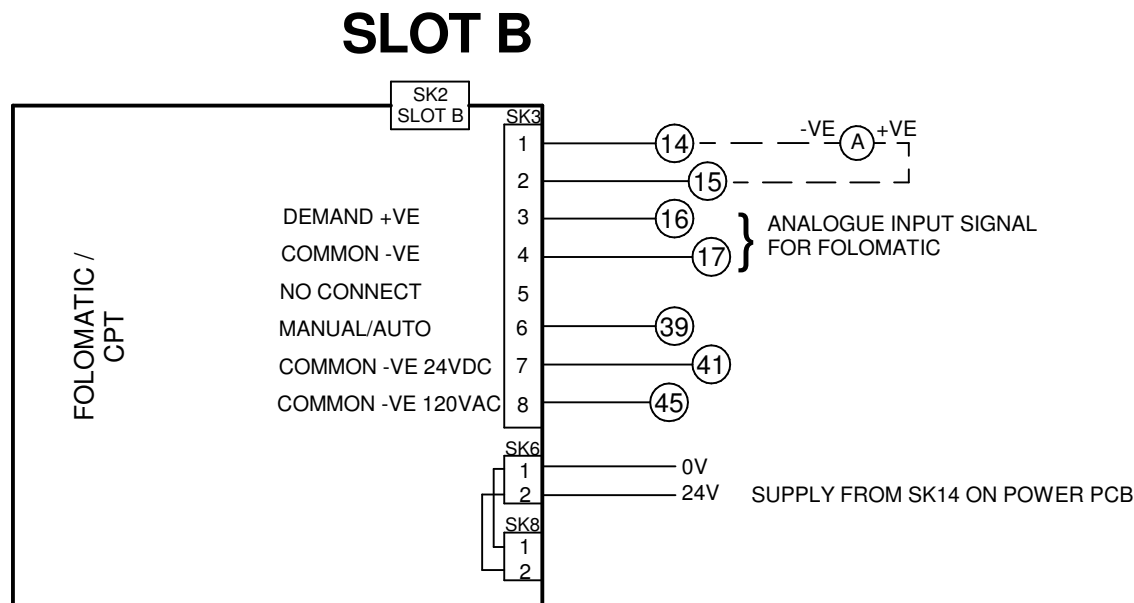 SLOT B
SK2
SLOT B
SK3
1 14 -VE A +VE
2 15
DEMAND +VE 3 16
ANALOGUE INPUT SIGNAL
FOR FOLOMATIC
COMMON -VE 4 17
NO CONNECT 5
MANUAL/AUTO 6 39
COMMON -VE 24VDC 7 41
COMMON -VE 120VAC 8 45
FOLOMATIC /
CPT
SK6
1 0V
2 24V SUPPLY FROM SK14 ON POWER PCB
SK8
1
2